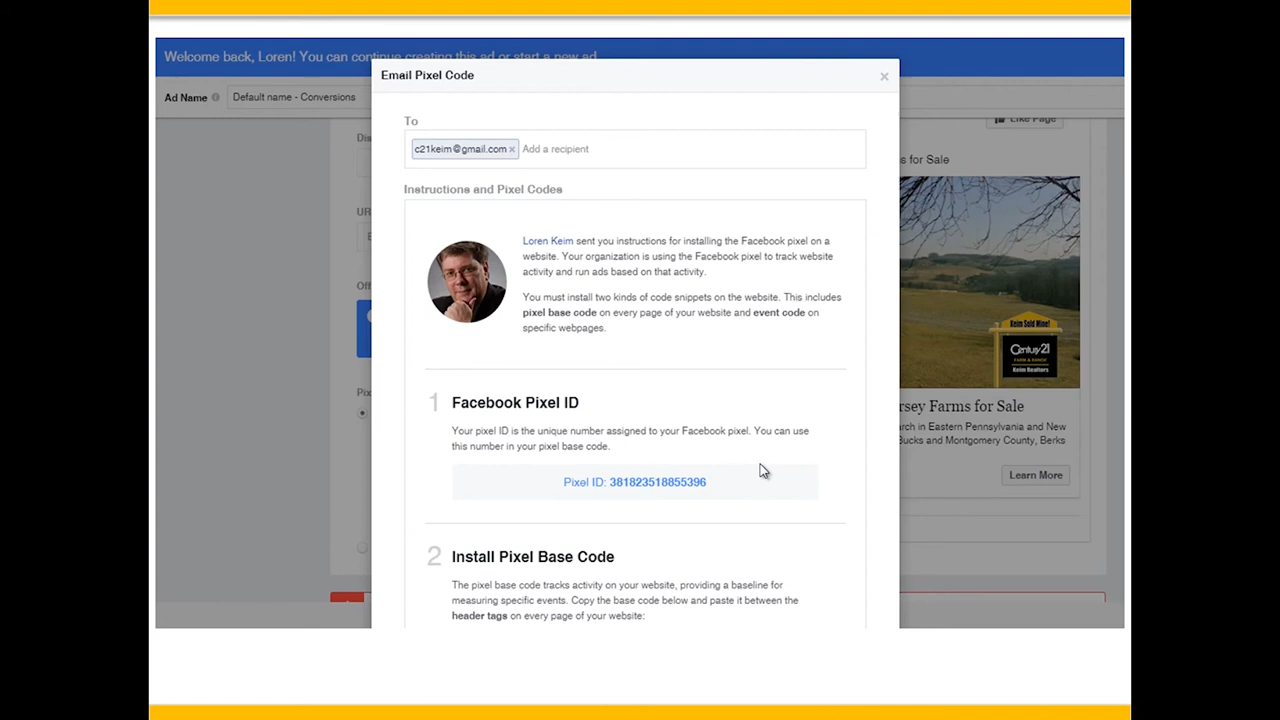 Welcome back, Loren! You can continue creating this ad or start a new ad
Email Pixel Code
Ad Name
Default name - Conversions
Like Page
To
c21keim@gmail.com × Add a recipient
s for Sale
Instructions and Pixel Codes
UR
Loren Keim sent you instructions for installing the Facebook pixel on a
website. Your organization is using the Facebook pixel to track website
activity and run ads based on that activity.
You must install two kinds of code snippets on the website. This includes
pixel base code on every page of your website and event code on
specific webpages.
Keim Sold Mine!
Century 21
FARM & RANCH
Keim Realtors
1 Facebook Pixel ID
Your pixel ID is the unique number assigned to your Facebook pixel. You can use
this number in your pixel base code.
Pixel ID: 381823518855396
rsey Farms for Sale
arch in Eastern Pennsylvania and New
Bucks and Montgomery County, Berks
Learn More
2 Install Pixel Base Code
The pixel base code tracks activity on your website, providing a baseline for
measuring specific events. Copy the base code below and paste it between the
header tags on every page of your website: